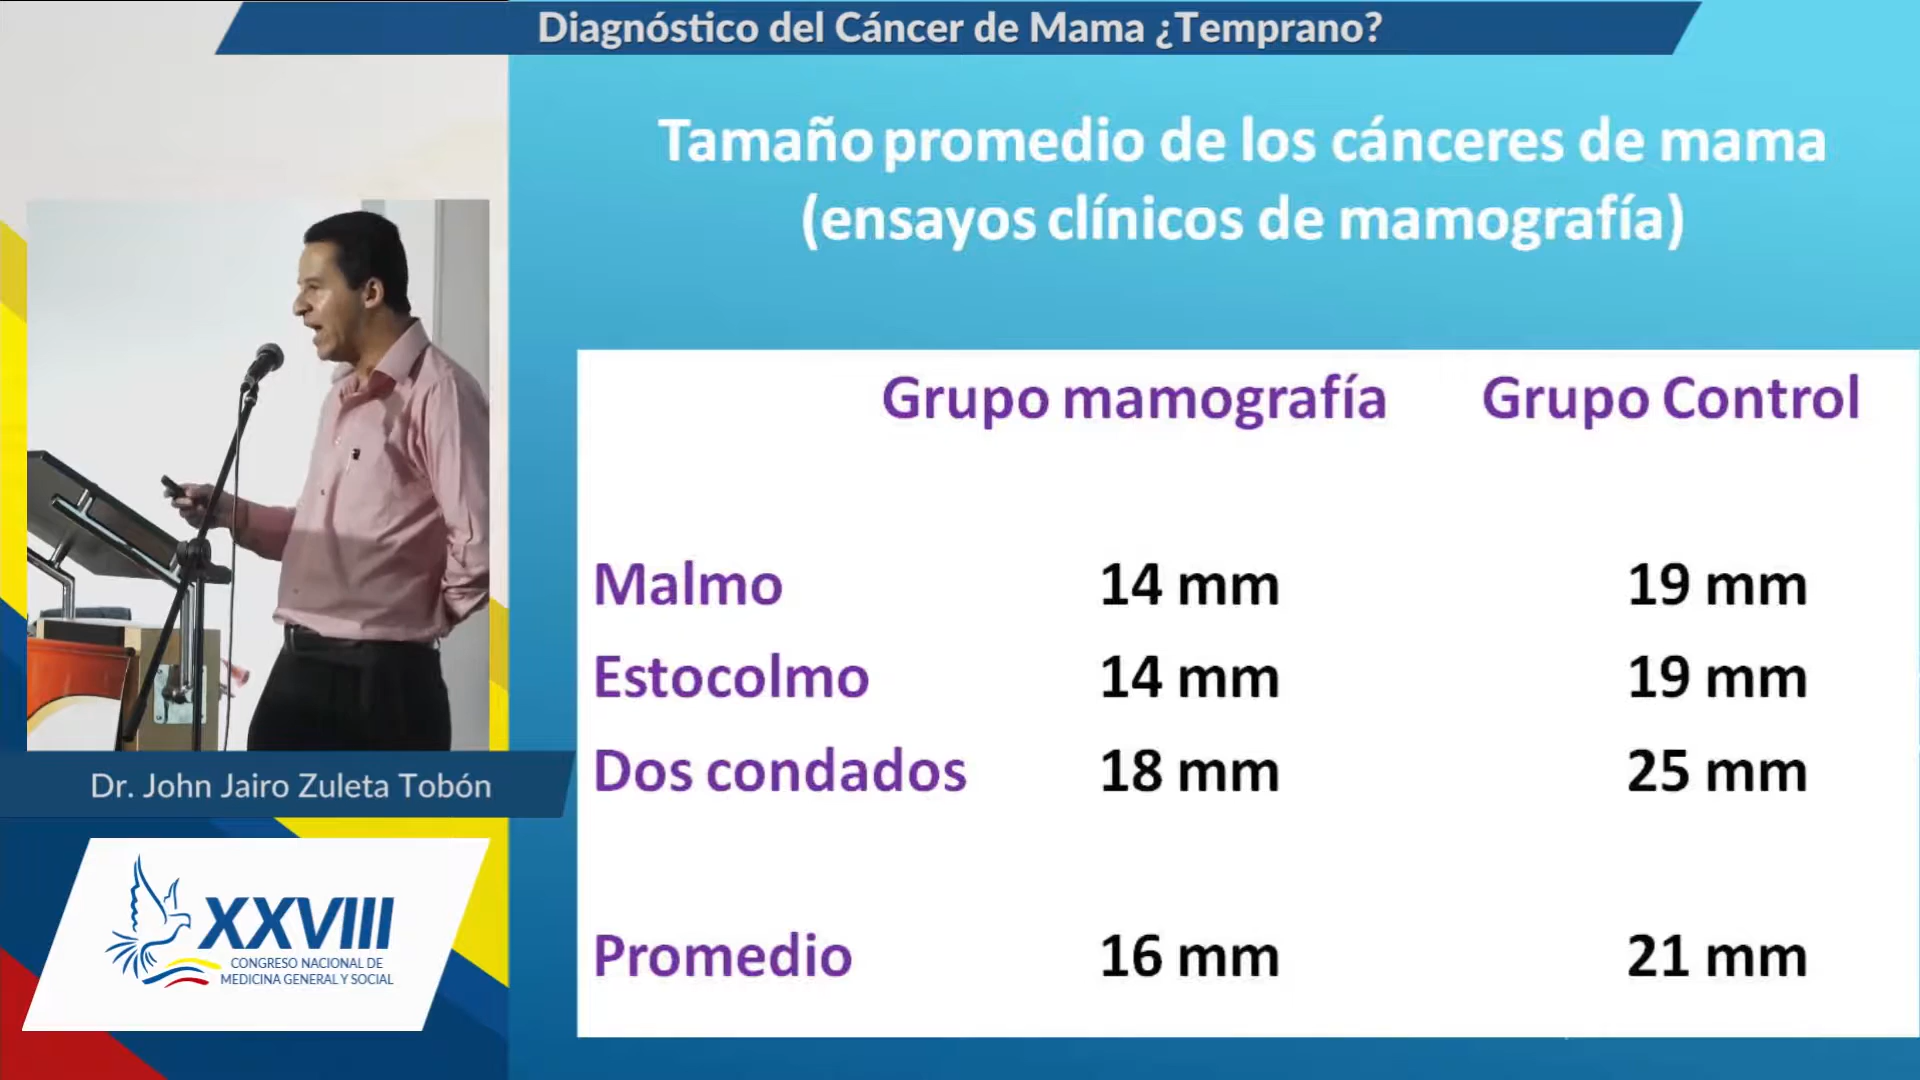 Diagnóstico del Cáncer de Mama ¿Temprano?
Tamaño promedio de los cánceres de mama
(ensayos clínicos de mamografía)
Grupo mamografía Grupo Control
Malmo 14 mm 19 mm
Estocolmo 14 mm 19 mm
Dos condados 18 mm 25 mm
Promedio 16 mm 21 mm
Dr. John Jairo Zuleta Tobón
XXVIII
CONGRESO NACIONAL DE
MEDICINA GENERAL Y SOCIAL